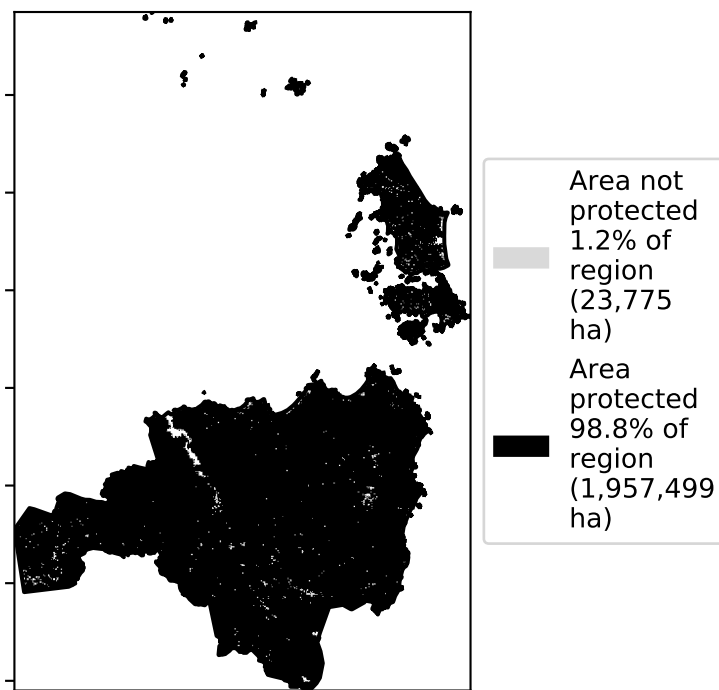 Area not
protected
1.2% of
region
(23,775
ha)
Area
protected
98.8% of
region
(1,957,499
ha)